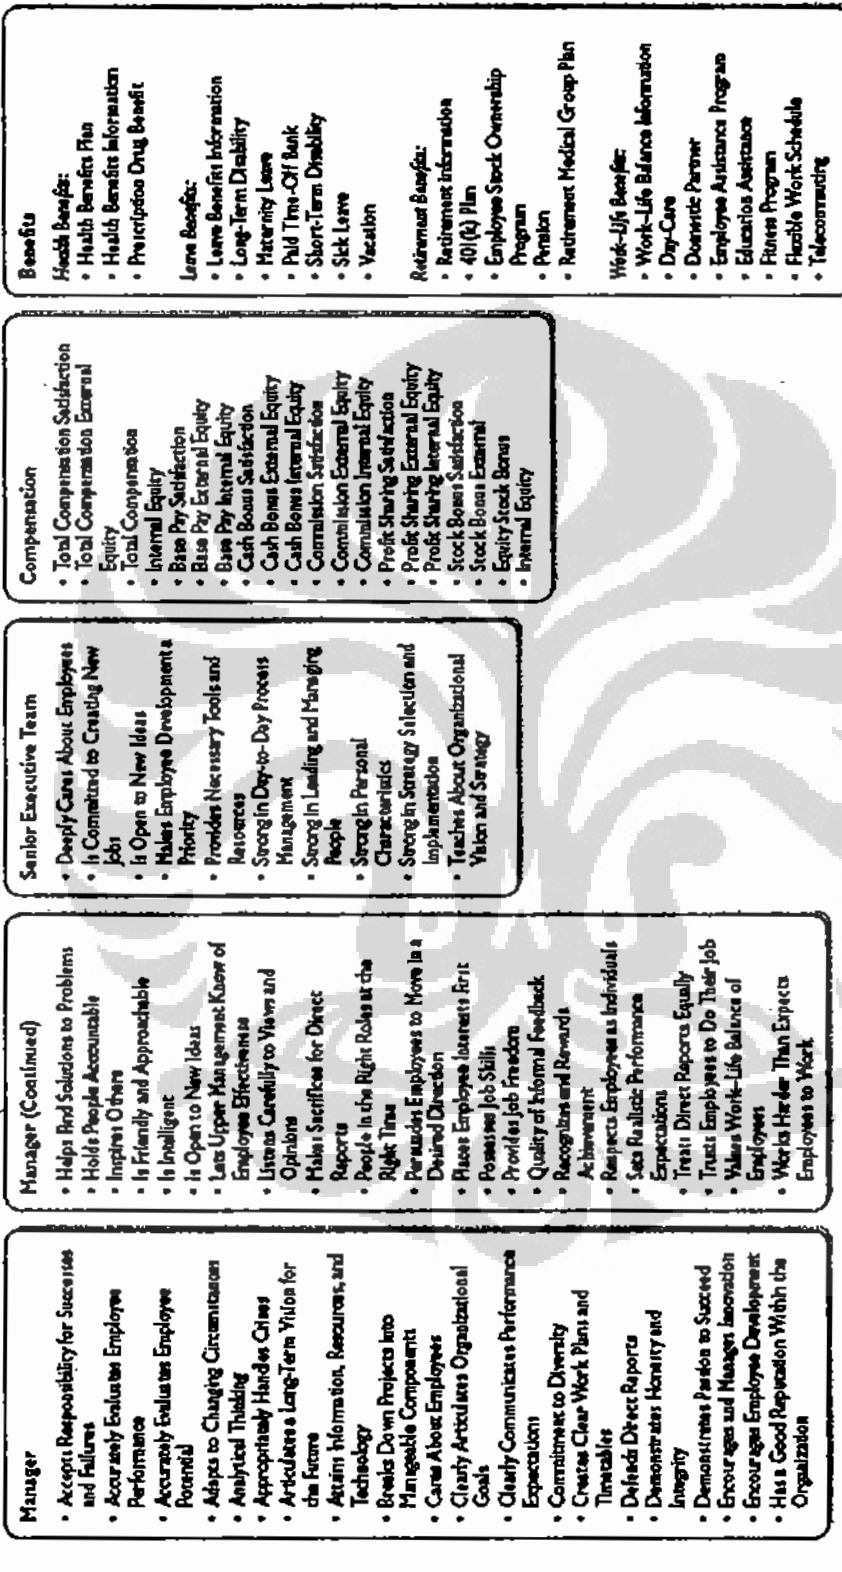 Manager
• Accepts Responsibility for Successes
and Failures
• Accurately Evaluates Employee
Performance
• Accurately Evaluates Employee
Potential
• Adapts to Changing Circumstances
• Analytical Thinking
• Appropriately Handles Crises
• Articulates a Long-Term Vision for
the Future
• Attains Information, Resources, and
Technology
• Breaks Down Projects Into
Manageable Components
• Cares About Employees
• Clearly Articulates Organizational
Goals
• Clearly Communicates Performance
Expectations
• Commitment to Diversity
• Creates Clear Work Plans and
Timetables
• Defends Direct Reports
• Demonstrates Honesty and
Integrity
• Demonstrates Passion to Succeed
• Encourages and Manages Innovation
• Encourages Employee Development
• Has a Good Reputation Within the
Organization
Manager (Continued)
• Helps Find Solutions to Problems
• Holds People Accountable
• Inspires Others
• Is Friendly and Approachable
• Is Intelligent
• Is Open to New Ideas
• Lets Upper Management Know of
Employee Effectiveness
• Listens Carefully to Views and
Opinions
• Makes Sacrifices for Direct
Reports
• People in the Right Roles at the
Right Time
• Persuades Employees to Move in a
Desired Direction
• Places Employee Interests First
• Possesses Job Skills
• Provides Job Freedom
• Quality of Informal Feedback
• Recognizes and Rewards
Achievement
• Respects Employees as Individuals
• Sets Realistic Performance
Expectations
• Treats Direct Reports Equally
• Trusts Employees to Do Their Job
• Values Work–Life Balance of
Employees
• Works Harder Than Expects
Employees to Work
Senior Executive Team
• Deeply Cares About Employees
• Is Committed to Creating New
Jobs
• Is Open to New Ideas
• Makes Employee Development a
Priority
• Provides Necessary Tools and
Resources
• Strong in Day-to-Day Process
Management
• Strong in Leading and Managing
People
• Strong in Personal
Characteristics
• Strong in Strategy Selection and
Implementation
• Teaches About Organizational
Vision and Strategy
Compensation
• Total Compensation Satisfaction
• Total Compensation External
Equity
• Total Compensation
• Internal Equity
• Base Pay Satisfaction
• Base Pay External Equity
• Base Pay Internal Equity
• Cash Bonus Satisfaction
• Cash Bonus External Equity
• Cash Bonus Internal Equity
• Commission Satisfaction
• Commission External Equity
• Commission Internal Equity
• Profit Sharing Satisfaction
• Profit Sharing External Equity
• Profit Sharing Internal Equity
• Stock Bonus Satisfaction
• Stock Bonus External
• Equity Stock Bonus
• Internal Equity
Benefits
Health Benefits:
• Health Benefits Plan
• Health Benefits Information
• Prescription Drug Benefit
Leave Benefits:
• Leave Benefits Information
• Long-Term Disability
• Maternity Leave
• Paid Time-Off Bank
• Short-Term Disability
• Sick Leave
• Vacation
Retirement Benefits:
• Retirement Information
• 401(k) Plan
• Employee Stock Ownership
Program
• Pension
• Retirement Medical Group Plan
Work–Life Benefits:
• Work–Life Balance Information
• Day-Care
• Domestic Partner
• Employee Assistance Program
• Education Assistance
• Fitness Program
• Flexible Work Schedule
• Telecommuting